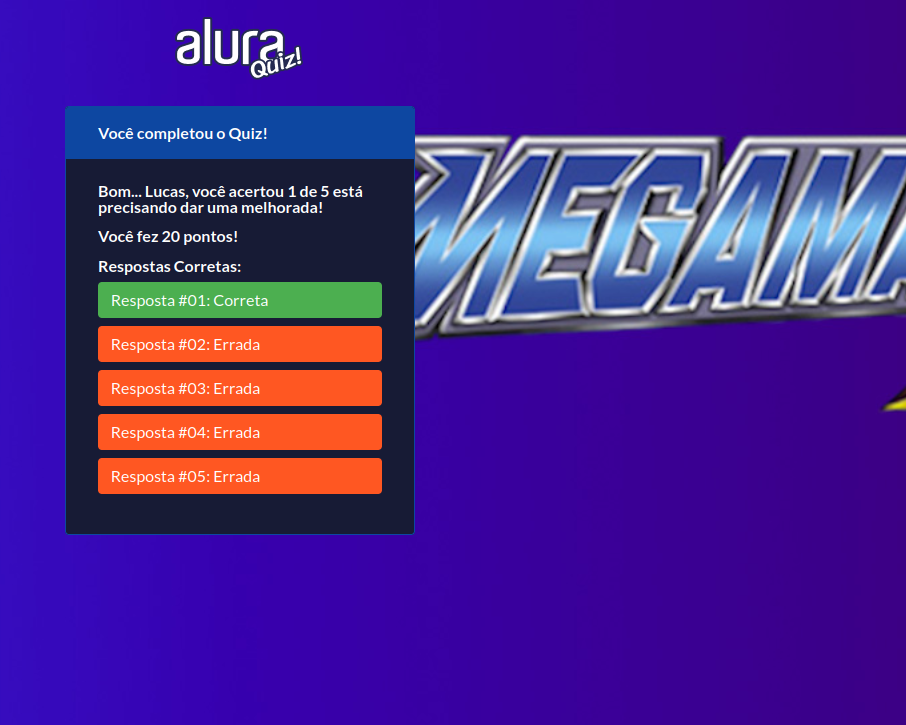 alura
Quiz!
Você completou o Quiz!
Bom... Lucas, você acertou 1 de 5 está
precisando dar uma melhorada!
Você fez 20 pontos!
Respostas Corretas:
Resposta #01: Correta
Resposta #02: Errada
Resposta #03: Errada
Resposta #04: Errada
Resposta #05: Errada
MEGAMA